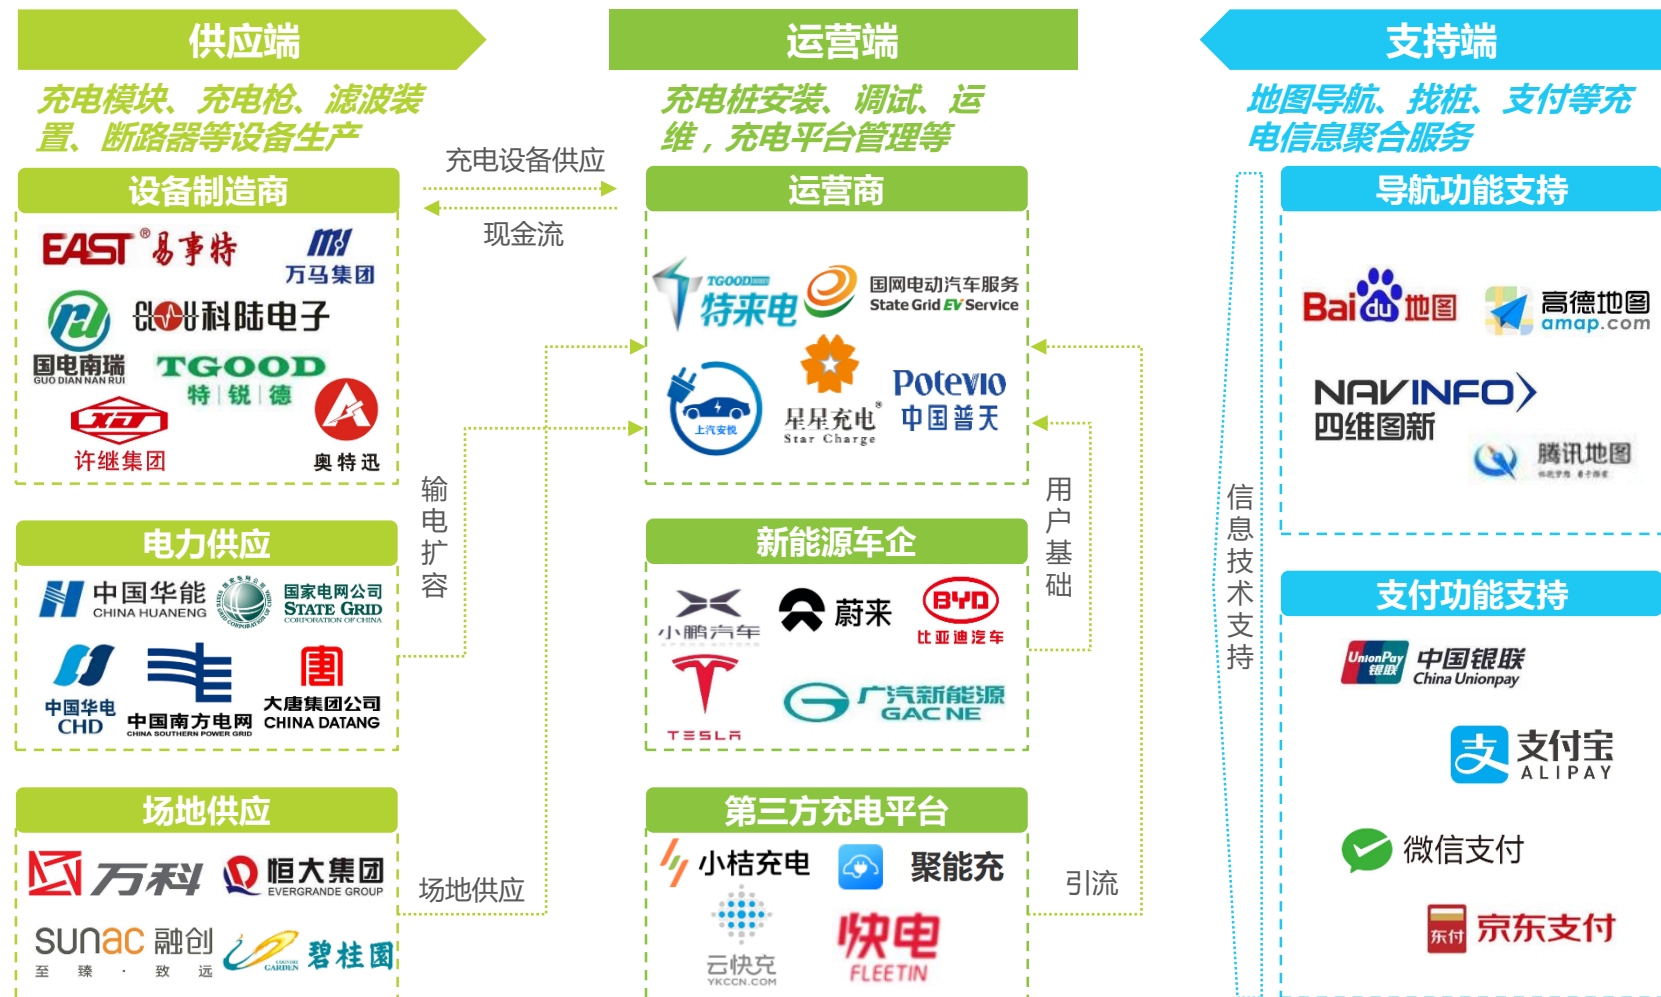 供应端
充电模块、充电枪、滤波装
置、断路器等设备生产
设备制造商
EAST®易事特
万马集团
国电南瑞
GUO DIAN NAN RUI
CLOU科陆电子
TGOOD
特|锐|德
XJ
许继集团
奥特迅
电力供应
中国华能
CHINA HUANENG
国家电网公司
STATE GRID
CORPORATION OF CHINA
中国华电
CHD
中国南方电网
CHINA SOUTHERN POWER GRID
唐
大唐集团公司
CHINA DATANG
场地供应
万科
恒大集团
EVERGRANDE GROUP
sunac 融创
至 臻 · 致 远
COUNTRY
GARDEN
碧桂园
充电设备供应
现金流
输电扩容
场地供应
运营端
充电桩安装、调试、运
维,充电平台管理等
运营商
TGOOD
特来电
国网电动汽车服务
State Grid EV Service
上汽安悦
星星充电®
Star Charge
Potevio
中国普天
新能源车企
小鹏汽车
蔚来
BYD
比亚迪汽车
TESLA
广汽新能源
GAC NE
第三方充电平台
小桔充电
聚能充
云快充
YKCCN.COM
快电
FLEETIN
用户基础
引流
信息技术支持
支持端
地图导航、找桩、支付等充
电信息聚合服务
导航功能支持
Bai du 地图
高德地图
amap.com
NAVINFO
四维图新
腾讯地图
支付功能支持
UnionPay
银联
中国银联
China Unionpay
支
支付宝
ALIPAY
微信支付
东付
京东支付